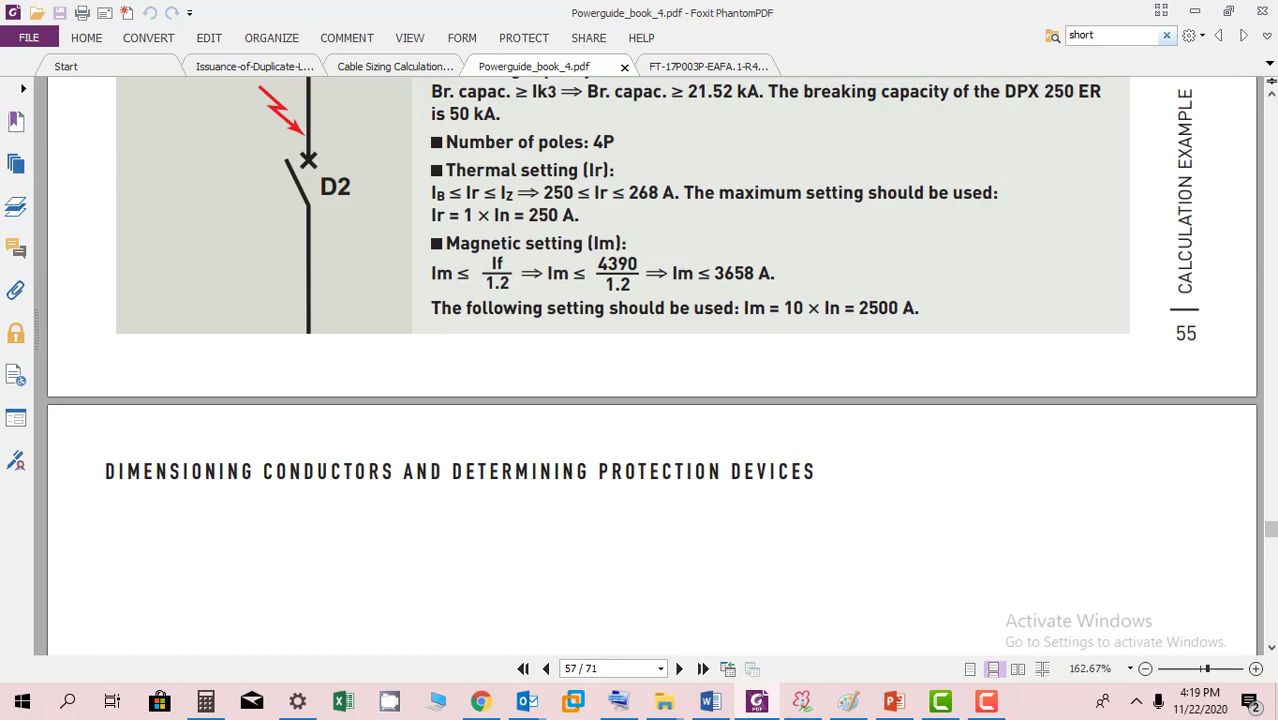 Powerguide_book_4.pdf - Foxit PhantomPDF
FILE HOME CONVERT EDIT ORGANIZE COMMENT VIEW FORM PROTECT SHARE HELP short
Start Issuance-of-Duplicate-L... Cable Sizing Calculation... Powerguide_book_4.pdf FT-17P003P-EAFA.1-R4...
Br. capac. ≥ Ik3 ⇒ Br. capac. ≥ 21.52 kA. The breaking capacity of the DPX 250 ER
is 50 kA.
■ Number of poles: 4P
■ Thermal setting (Ir):
IB ≤ Ir ≤ IZ ⇒ 250 ≤ Ir ≤ 268 A. The maximum setting should be used:
Ir = 1 × In = 250 A.
■ Magnetic setting (Im):
Im ≤ If/1.2 ⇒ Im ≤ 4390/1.2 ⇒ Im ≤ 3658 A.
The following setting should be used: Im = 10 × In = 2500 A.
D2
CALCULATION EXAMPLE
55
DIMENSIONING CONDUCTORS AND DETERMINING PROTECTION DEVICES
Activate Windows
Go to Settings to activate Windows.
57 / 71
162.67%
4:19 PM
11/22/2020
2